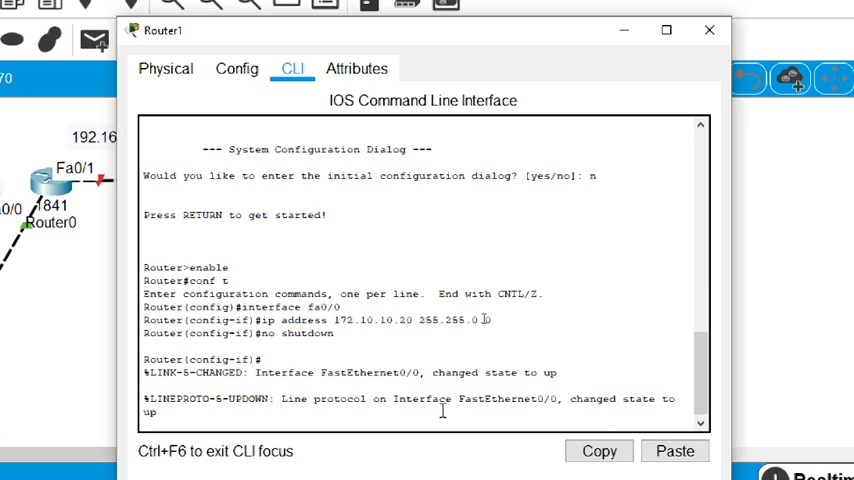 Router1
Physical Config CLI Attributes
70
IOS Command Line Interface
192.16
Fa0/1
1841
Router0
a0/0
--- System Configuration Dialog ---
Would you like to enter the initial configuration dialog? [yes/no]: n
Press RETURN to get started!
Router>enable
Router#conf t
Enter configuration commands, one per line. End with CNTL/Z.
Router(config)#interface fa0/0
Router(config-if)#ip address 172.10.10.20 255.255.0.0
Router(config-if)#no shutdown
Router(config-if)#
%LINK-5-CHANGED: Interface FastEthernet0/0, changed state to up
%LINEPROTO-5-UPDOWN: Line protocol on Interface FastEthernet0/0, changed state to
up
Ctrl+F6 to exit CLI focus
Copy Paste
Realtim